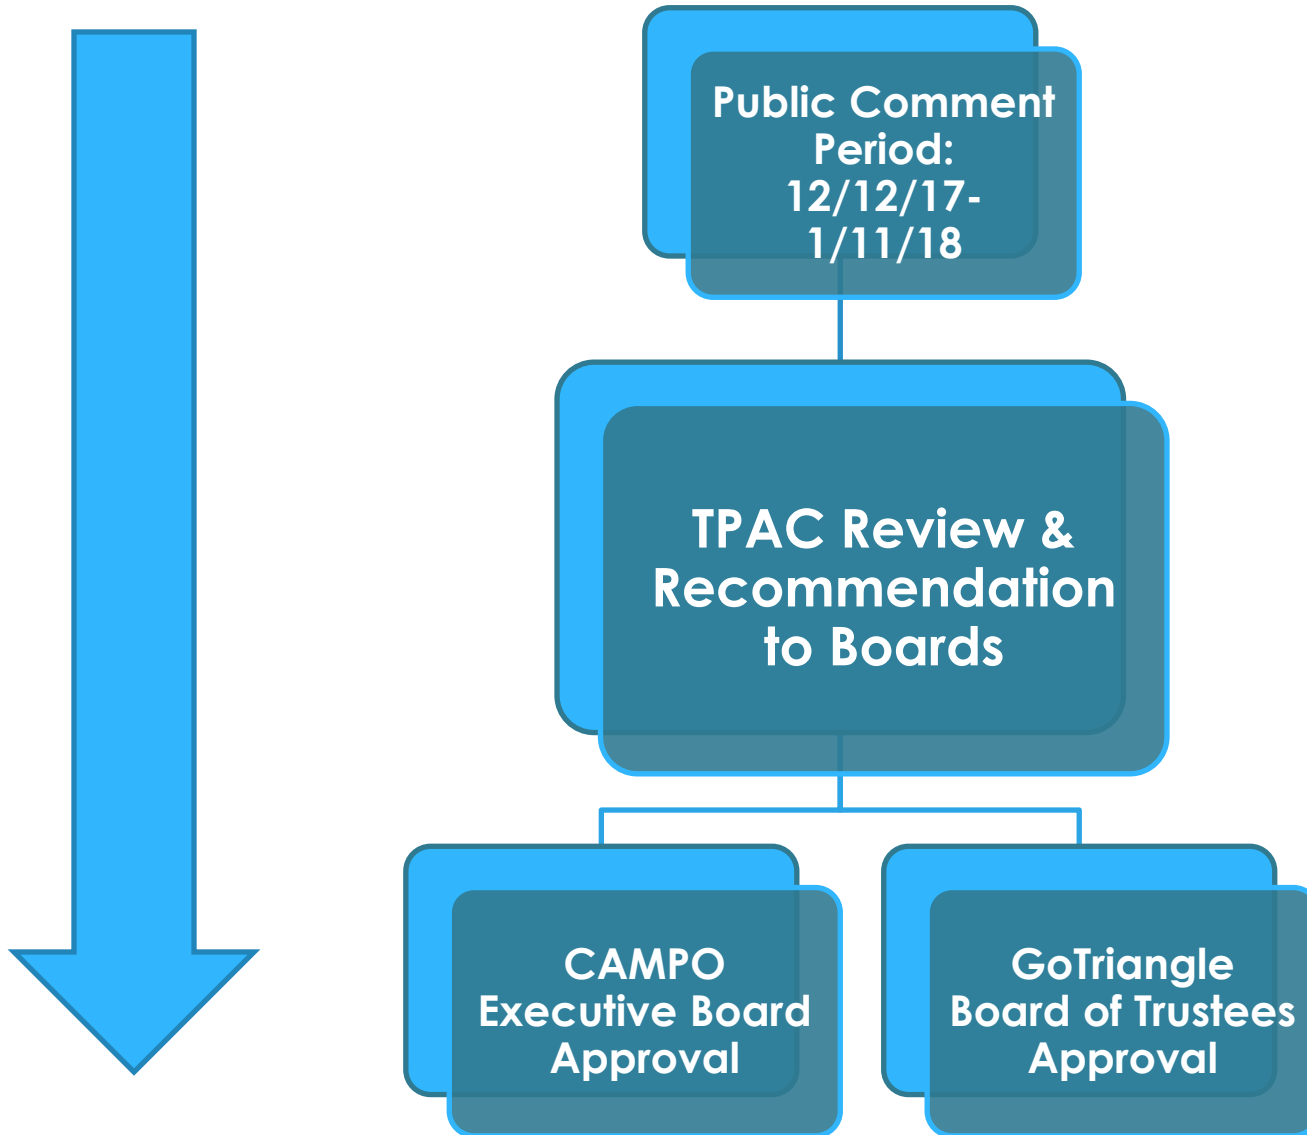 Public Comment
Period:
12/12/17-
1/11/18
TPAC Review &
Recommendation
to Boards
CAMPO
Executive Board
Approval
GoTriangle
Board of Trustees
Approval